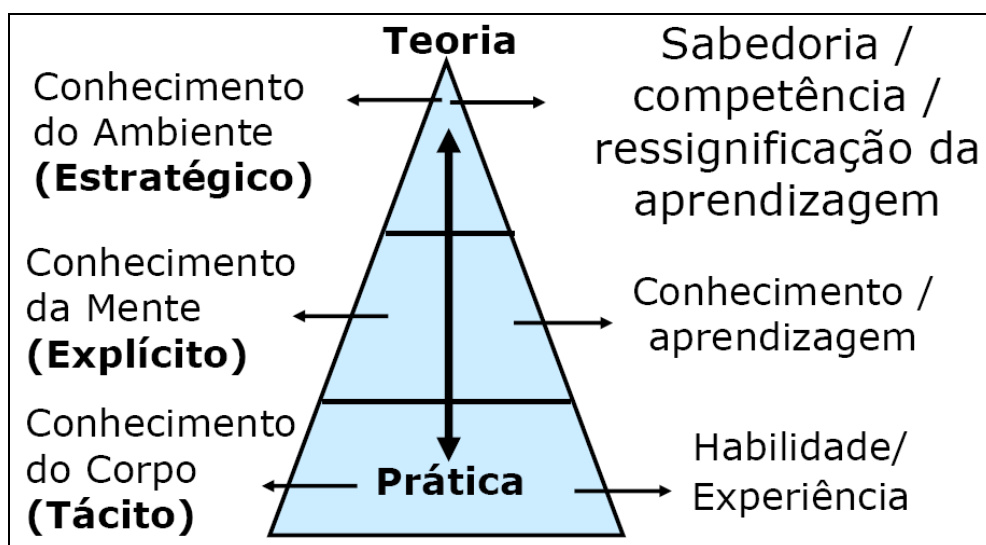 Teoria
Conhecimento
do Ambiente
(Estratégico)
Sabedoria /
competência /
ressignificação da
aprendizagem
Conhecimento
da Mente
(Explícito)
Conhecimento /
aprendizagem
Conhecimento
do Corpo
(Tácito)
Prática
Habilidade/
Experiência